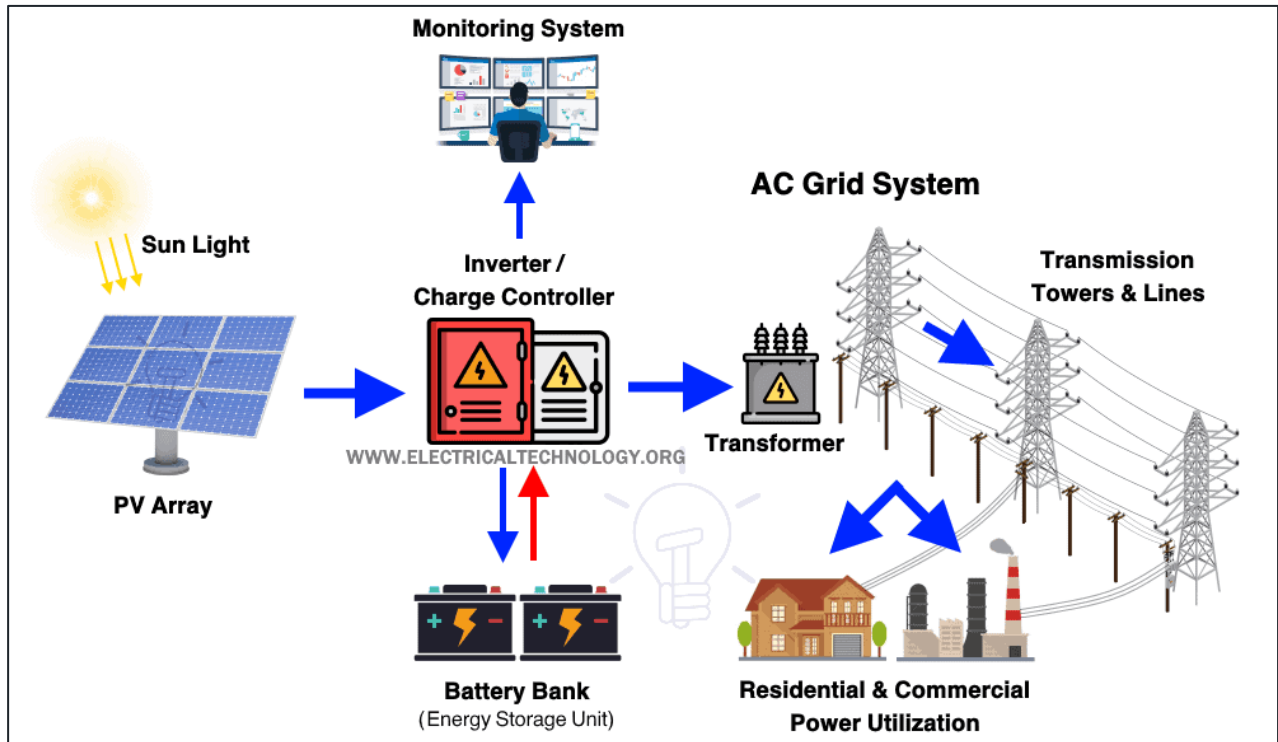 Monitoring System
AC Grid System
Sun Light
Inverter /
Charge Controller
Transmission
Towers & Lines
Transformer
WWW.ELECTRICALTECHNOLOGY.ORG
PV Array
Battery Bank
(Energy Storage Unit)
Residential & Commercial
Power Utilization